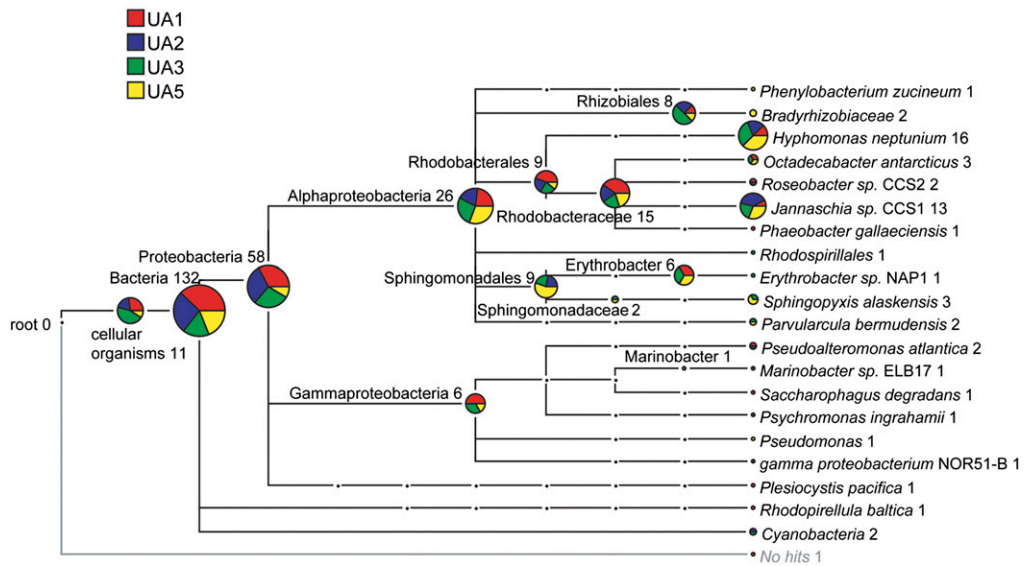 UA1
UA2
UA3
UA5
Phenylobacterium zucineum 1
Rhizobiales 8
Bradyrhizobiaceae 2
Hyphomonas neptunium 16
Rhodobacterales 9
Octadecabacter antarcticus 3
Roseobacter sp. CCS2 2
Alphaproteobacteria 26
Jannaschia sp. CCS1 13
Rhodobacteraceae 15
Phaeobacter gallaeciensis 1
Proteobacteria 58
Rhodospirillales 1
Bacteria 132
Sphingomonadales 9
Erythrobacter 6
Erythrobacter sp. NAP1 1
Sphingopyxis alaskensis 3
Sphingomonadaceae 2
root 0
cellular
organisms 11
Parvularcula bermudensis 2
Pseudoalteromonas atlantica 2
Marinobacter 1
Marinobacter sp. ELB17 1
Gammaproteobacteria 6
Saccharophagus degradans 1
Psychromonas ingrahamii 1
Pseudomonas 1
gamma proteobacterium NOR51-B 1
Plesiocystis pacifica 1
Rhodopirellula baltica 1
Cyanobacteria 2
No hits 1